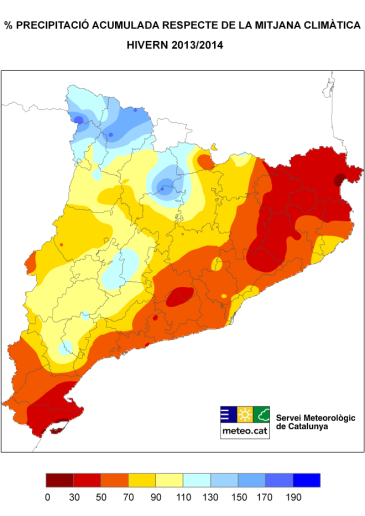 % PRECIPITACIÓ ACUMULADA RESPECTE DE LA MITJANA CLIMÀTICA
HIVERN 2013/2014
meteo.cat
Servei Meteorològic
de Catalunya
0 30 50 70 90 110 130 150 170 190